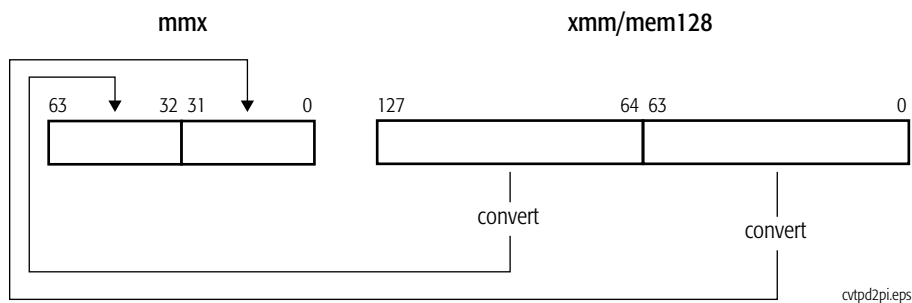 mmx xmm/mem128
63 32 31 0 127 64 63 0
convert
convert
cvtpd2pi.eps